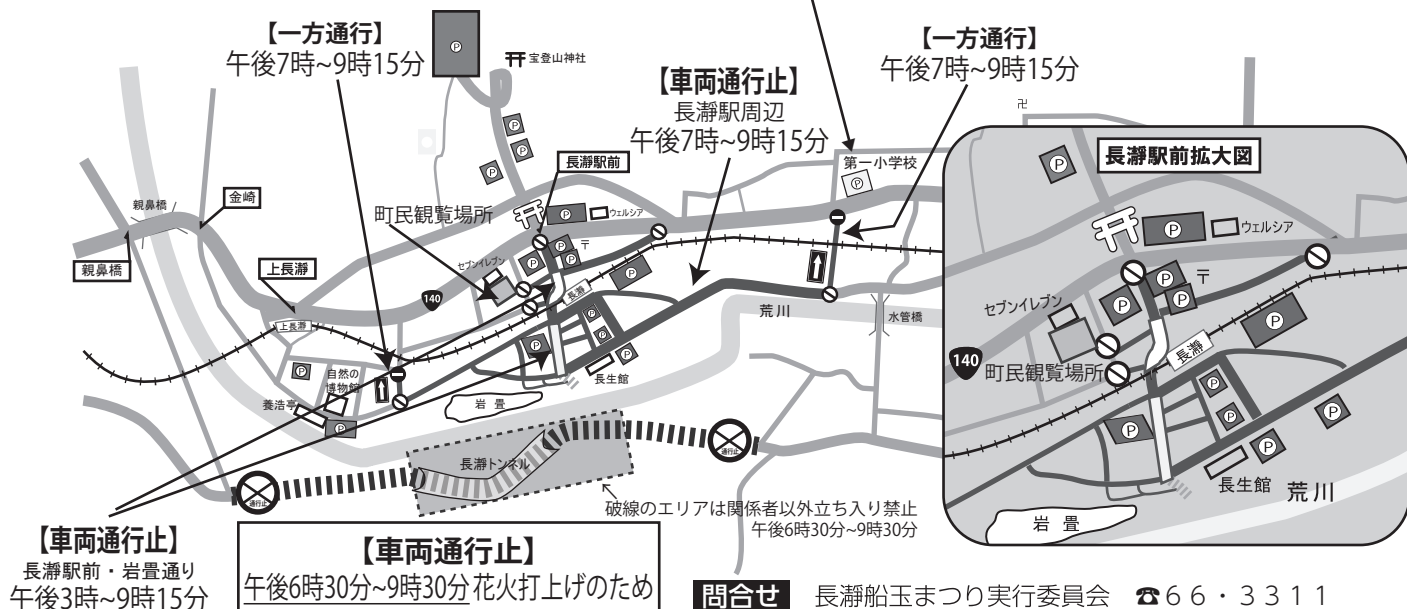 【一方通行】
午後7時~9時15分
Ⓟ
宝登山神社
【一方通行】
午後7時~9時15分
【車両通行止】
長瀞駅周辺
午後7時~9時15分
卍
長瀞駅前拡大図
Ⓟ
Ⓟ
Ⓟ
長瀞駅前
第一小学校
Ⓟ
Ⓟ
金崎
親鼻橋
町民観覧場所
Ⓟ
ウェルシア
Ⓟ
ウェルシア
親鼻橋
上長瀞
セブンイレブン
Ⓟ
〒
Ⓟ
Ⓟ
Ⓟ
〒
Ⓟ
Ⓟ
Ⓟ
140
長瀞
荒川
水管橋
セブンイレブン
Ⓟ
上長瀞
Ⓟ
Ⓟ
Ⓟ
Ⓟ
長瀞
140
町民観覧場所
Ⓟ
自然の
博物館
長生館
Ⓟ
Ⓟ
Ⓟ
Ⓟ
養浩亭
Ⓟ
岩畳
Ⓟ
長生館
荒川
岩畳
長瀞トンネル
通行止
通行止
破線のエリアは関係者以外立ち入り禁止
午後6時30分~9時30分
【車両通行止】
長瀞駅前・岩畳通り
午後3時~9時15分
【車両通行止】
午後6時30分~9時30分花火打上げのため
問合せ 長瀞船玉まつり実行委員会 ☎66・3311